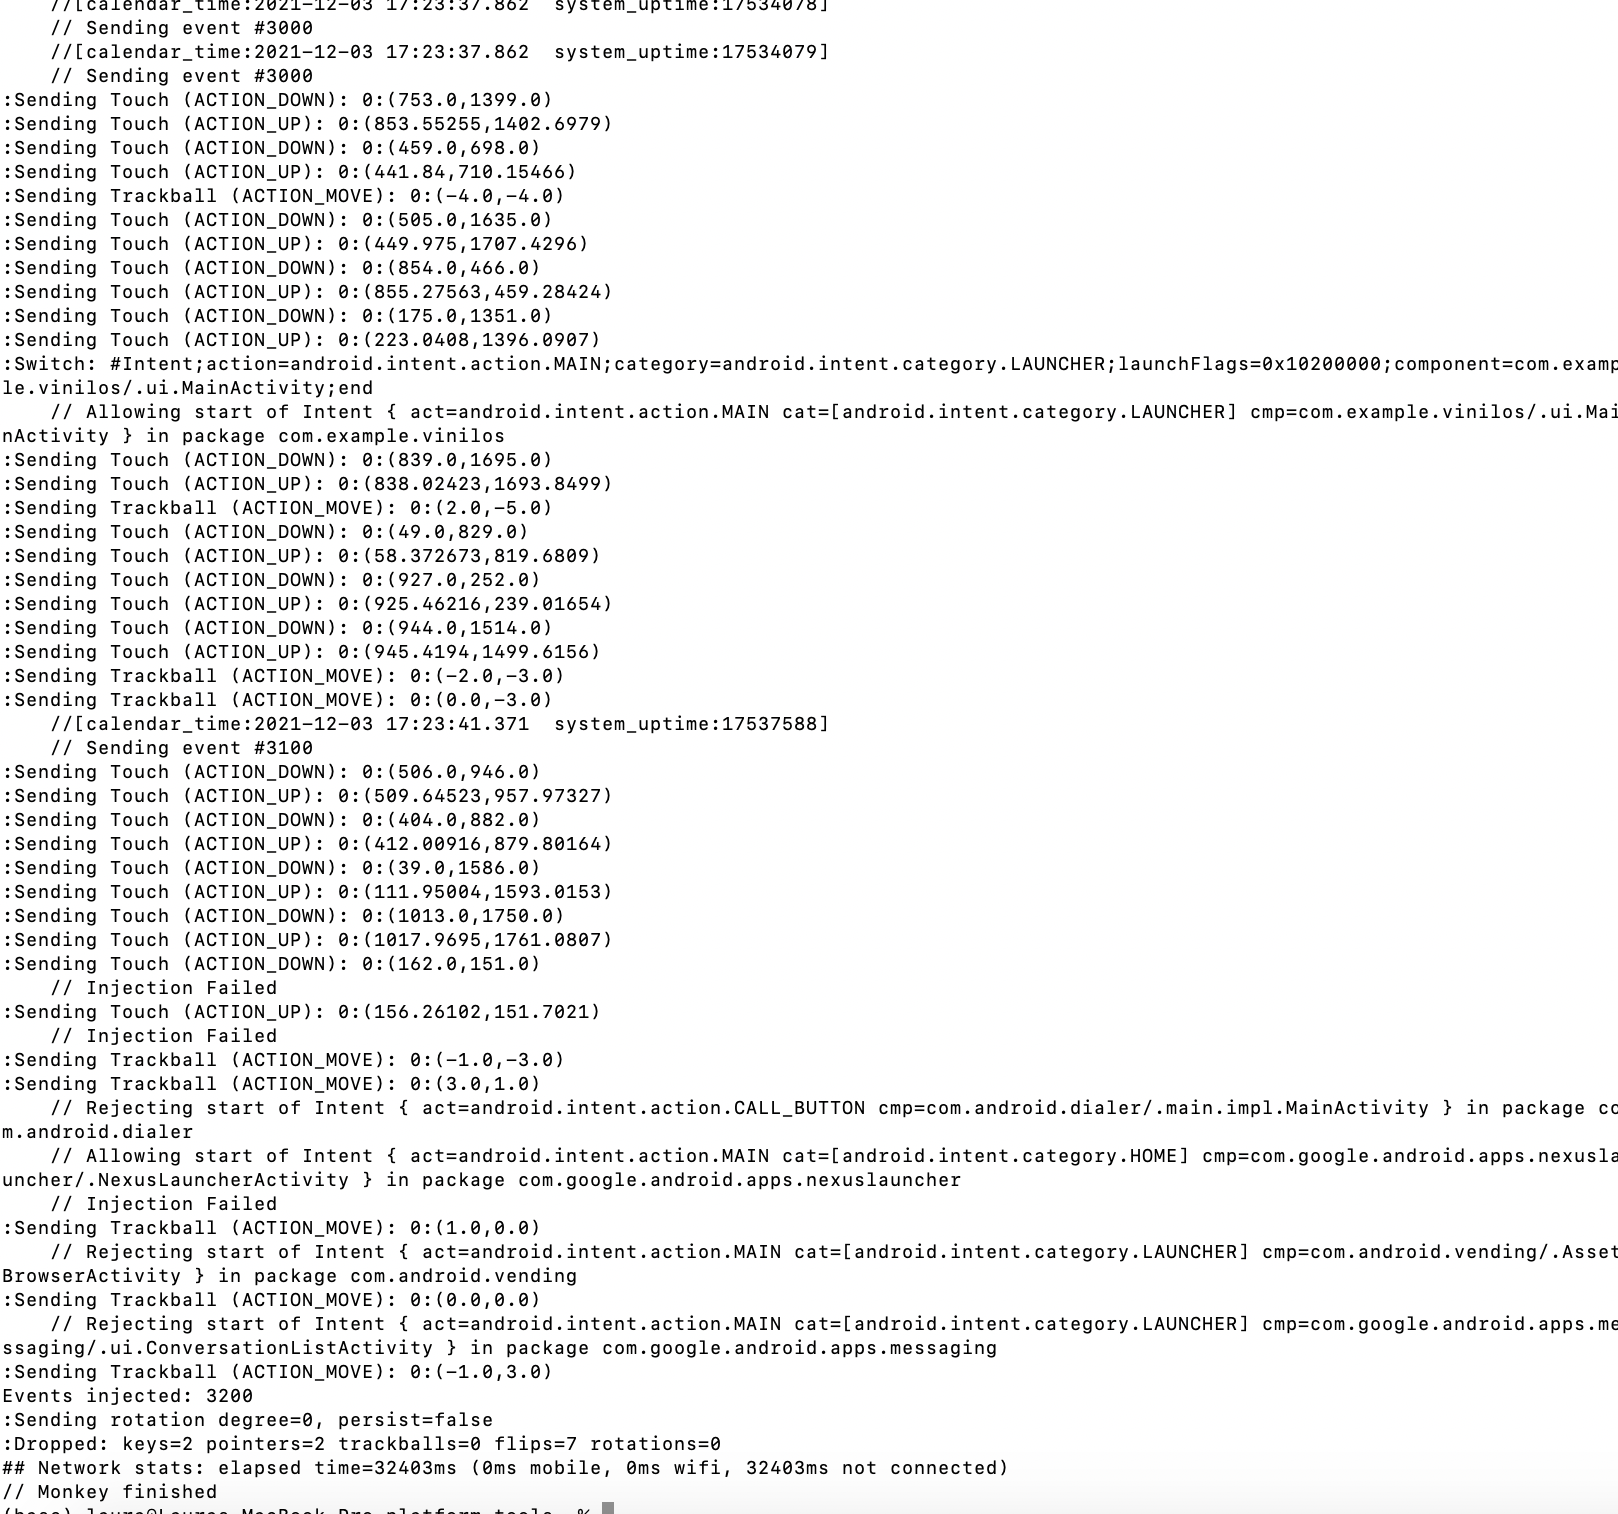 //[calendar_time:2021-12-03 17:23:37.862  system_uptime:17534078]
// Sending event #3000
//[calendar_time:2021-12-03 17:23:37.862  system_uptime:17534079]
// Sending event #3000
:Sending Touch (ACTION_DOWN): 0:(753.0,1399.0)
:Sending Touch (ACTION_UP): 0:(853.55255,1402.6979)
:Sending Touch (ACTION_DOWN): 0:(459.0,698.0)
:Sending Touch (ACTION_UP): 0:(441.84,710.15466)
:Sending Trackball (ACTION_MOVE): 0:(-4.0,-4.0)
:Sending Touch (ACTION_DOWN): 0:(505.0,1635.0)
:Sending Touch (ACTION_UP): 0:(449.975,1707.4296)
:Sending Touch (ACTION_DOWN): 0:(854.0,466.0)
:Sending Touch (ACTION_UP): 0:(855.27563,459.28424)
:Sending Touch (ACTION_DOWN): 0:(175.0,1351.0)
:Sending Touch (ACTION_UP): 0:(223.0408,1396.0907)
:Switch: #Intent;action=android.intent.action.MAIN;category=android.intent.category.LAUNCHER;launchFlags=0x10200000;component=com.examp
le.vinilos/.ui.MainActivity;end
// Allowing start of Intent { act=android.intent.action.MAIN cat=[android.intent.category.LAUNCHER] cmp=com.example.vinilos/.ui.Mai
nActivity } in package com.example.vinilos
:Sending Touch (ACTION_DOWN): 0:(839.0,1695.0)
:Sending Touch (ACTION_UP): 0:(838.02423,1693.8499)
:Sending Trackball (ACTION_MOVE): 0:(2.0,-5.0)
:Sending Touch (ACTION_DOWN): 0:(49.0,829.0)
:Sending Touch (ACTION_UP): 0:(58.372673,819.6809)
:Sending Touch (ACTION_DOWN): 0:(927.0,252.0)
:Sending Touch (ACTION_UP): 0:(925.46216,239.01654)
:Sending Touch (ACTION_DOWN): 0:(944.0,1514.0)
:Sending Touch (ACTION_UP): 0:(945.4194,1499.6156)
:Sending Trackball (ACTION_MOVE): 0:(-2.0,-3.0)
:Sending Trackball (ACTION_MOVE): 0:(0.0,-3.0)
//[calendar_time:2021-12-03 17:23:41.371  system_uptime:17537588]
// Sending event #3100
:Sending Touch (ACTION_DOWN): 0:(506.0,946.0)
:Sending Touch (ACTION_UP): 0:(509.64523,957.97327)
:Sending Touch (ACTION_DOWN): 0:(404.0,882.0)
:Sending Touch (ACTION_UP): 0:(412.00916,879.80164)
:Sending Touch (ACTION_DOWN): 0:(39.0,1586.0)
:Sending Touch (ACTION_UP): 0:(111.95004,1593.0153)
:Sending Touch (ACTION_DOWN): 0:(1013.0,1750.0)
:Sending Touch (ACTION_UP): 0:(1017.9695,1761.0807)
:Sending Touch (ACTION_DOWN): 0:(162.0,151.0)
// Injection Failed
:Sending Touch (ACTION_UP): 0:(156.26102,151.7021)
// Injection Failed
:Sending Trackball (ACTION_MOVE): 0:(-1.0,-3.0)
:Sending Trackball (ACTION_MOVE): 0:(3.0,1.0)
// Rejecting start of Intent { act=android.intent.action.CALL_BUTTON cmp=com.android.dialer/.main.impl.MainActivity } in package co
m.android.dialer
// Allowing start of Intent { act=android.intent.action.MAIN cat=[android.intent.category.HOME] cmp=com.google.android.apps.nexusla
uncher/.NexusLauncherActivity } in package com.google.android.apps.nexuslauncher
// Injection Failed
:Sending Trackball (ACTION_MOVE): 0:(1.0,0.0)
// Rejecting start of Intent { act=android.intent.action.MAIN cat=[android.intent.category.LAUNCHER] cmp=com.android.vending/.Asset
BrowserActivity } in package com.android.vending
:Sending Trackball (ACTION_MOVE): 0:(0.0,0.0)
// Rejecting start of Intent { act=android.intent.action.MAIN cat=[android.intent.category.LAUNCHER] cmp=com.google.android.apps.me
ssaging/.ui.ConversationListActivity } in package com.google.android.apps.messaging
:Sending Trackball (ACTION_MOVE): 0:(-1.0,3.0)
Events injected: 3200
:Sending rotation degree=0, persist=false
:Dropped: keys=2 pointers=2 trackballs=0 flips=7 rotations=0
## Network stats: elapsed time=32403ms (0ms mobile, 0ms wifi, 32403ms not connected)
// Monkey finished
(base) laura@Lauras-MacBook-Pro platform-tools %